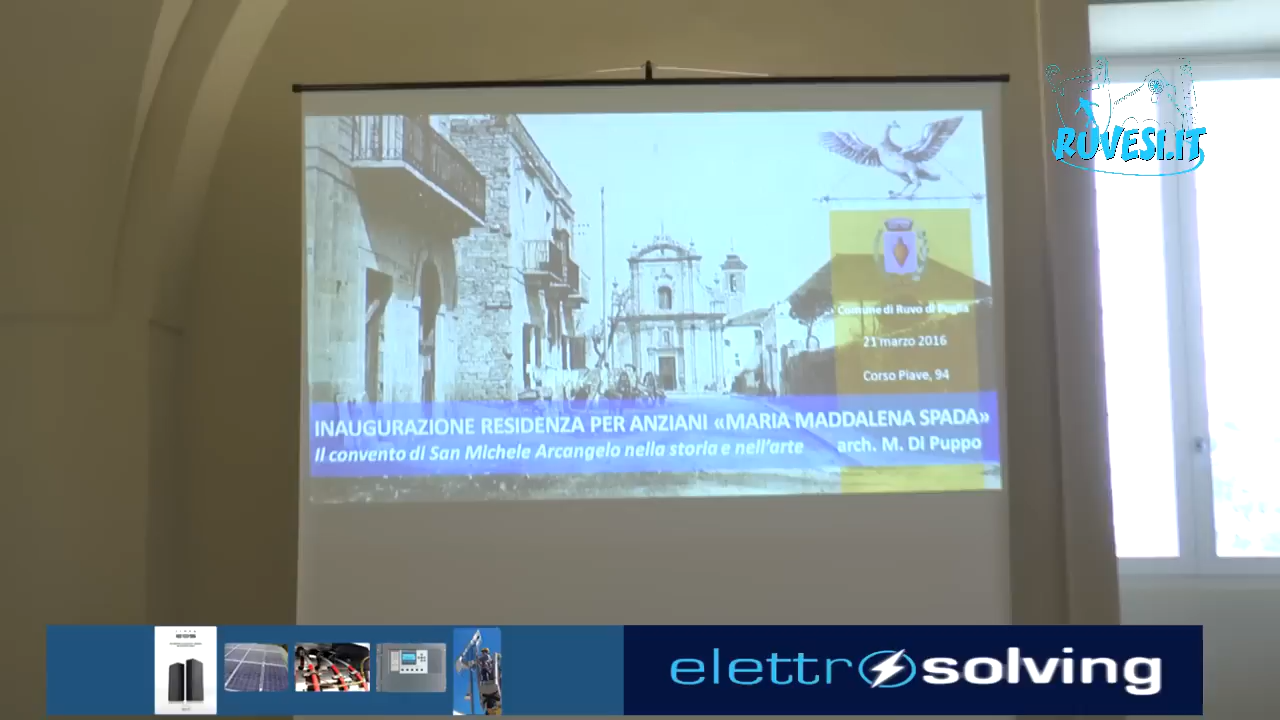 RUVESI.IT
Comune di Ruvo di Puglia
21 marzo 2016
Corso Piave, 94
INAUGURAZIONE RESIDENZA PER ANZIANI «MARIA MADDALENA SPADA»
Il convento di San Michele Arcangelo nella storia e nell'arte arch. M. Di Puppo
elettrosolving